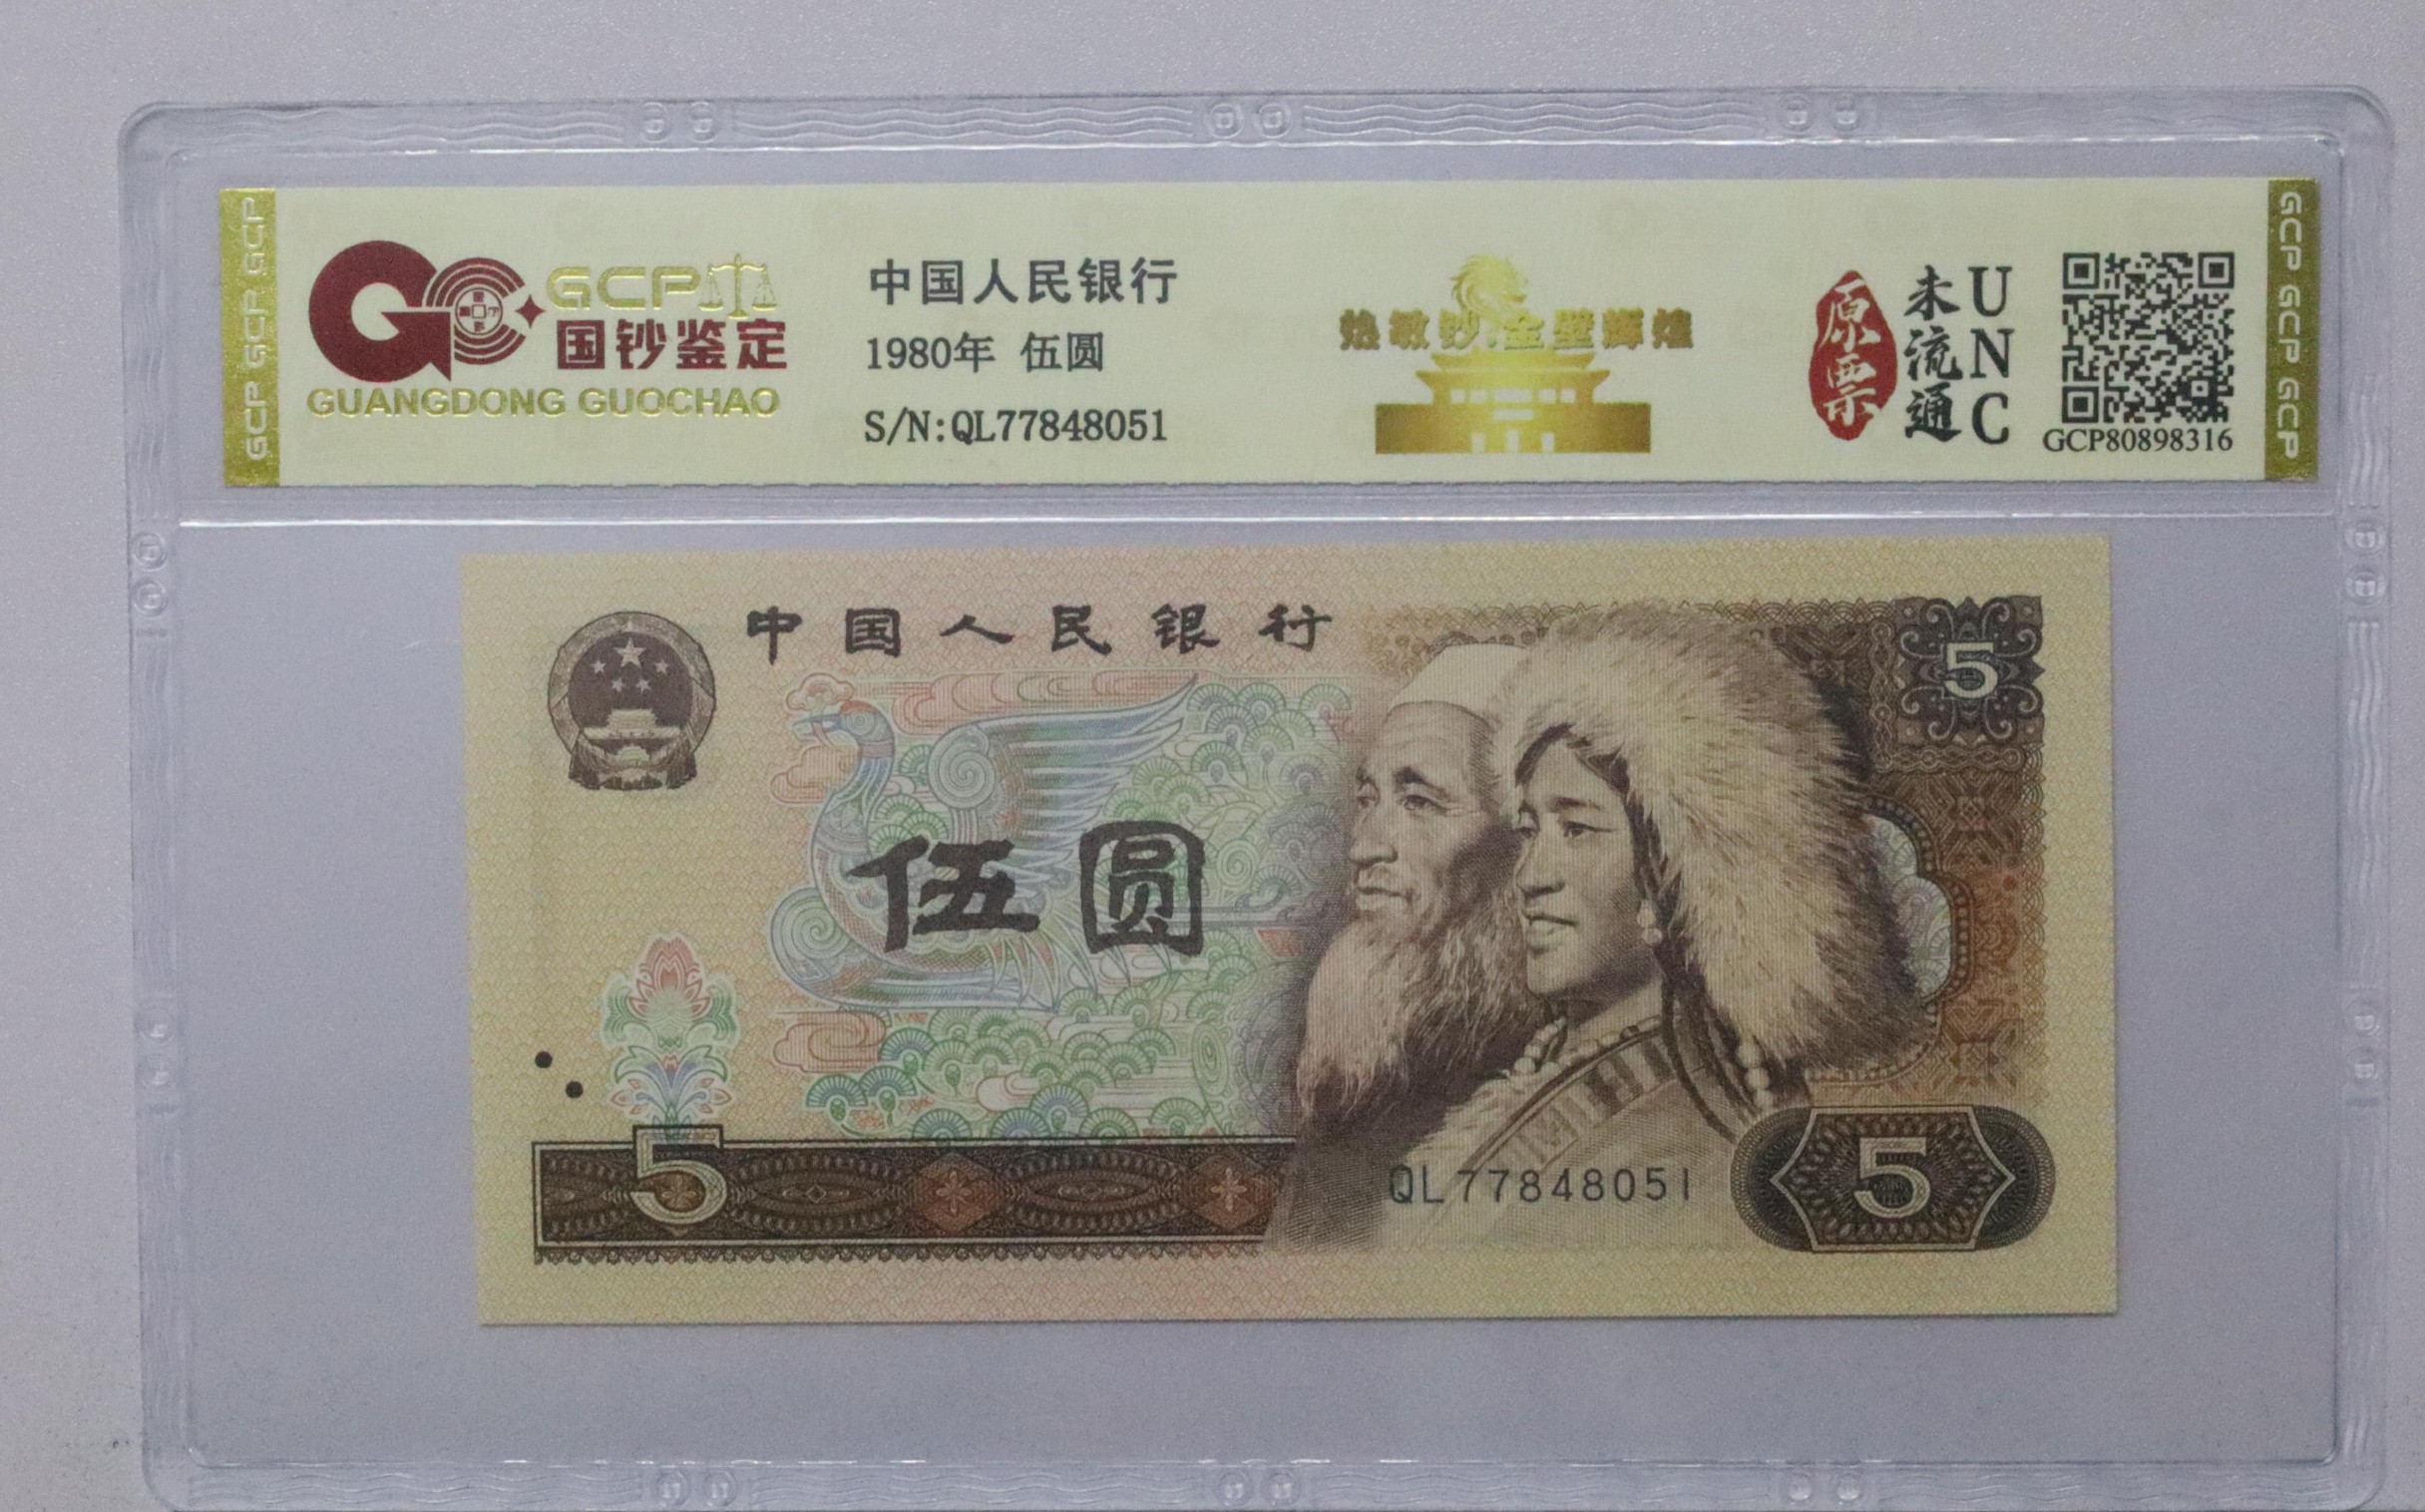 GCP GCP GCP
GCP
国钞鉴定
GUANGDONG GUOCHAO
中国人民银行
1980年 伍圆
S/N:QL77848051
热敏钞.金壁辉煌
原票
未流通
UNC
GCP80898316
GCP GCP GCP
中国人民银行
5
伍圆
5
QL77848051
5